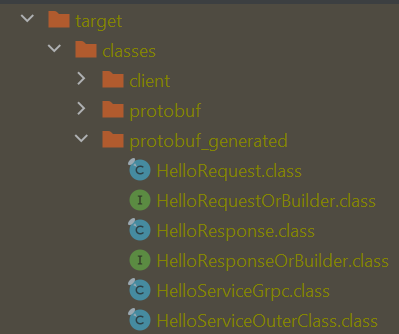 target
classes
client
protobuf
protobuf_generated
C HelloRequest.class
I HelloRequestOrBuilder.class
C HelloResponse.class
I HelloResponseOrBuilder.class
C HelloServiceGrpc.class
C HelloServiceOuterClass.class